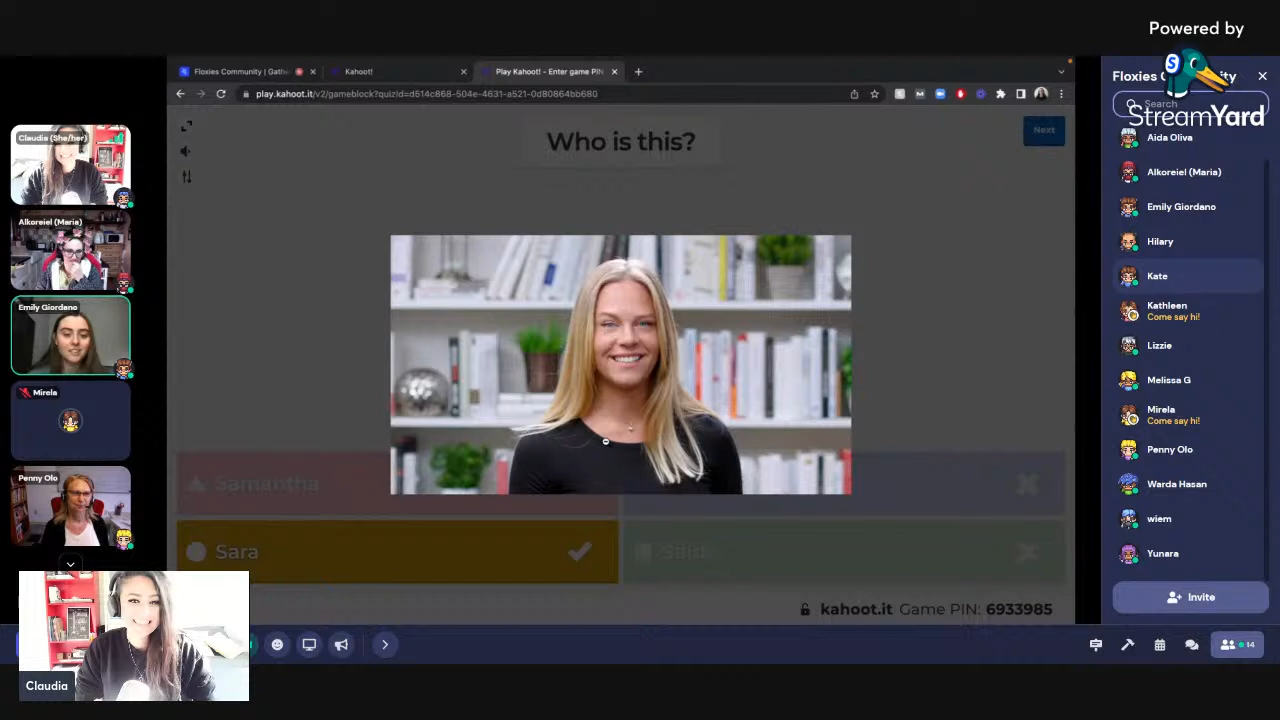 Powered by
StreamYard
Floxies Community | Gathe
Kahoot!
Play Kahoot! - Enter game PIN
play.kahoot.it/v2/gameblock?quizId=d514c868-504e-4631-a521-0d80864bb680
Who is this?
Next
Samantha
Sara
kahoot.it Game PIN: 6933985
Claudia (She/her)
Alkoreiel (Maria)
Emily Giordano
Mirela
Penny Olo
Claudia
Floxies
Search
Aida Oliva
Alkoreiel (Maria)
Emily Giordano
Hilary
Kate
Kathleen
Come say hi!
Lizzie
Melissa G
Mirela
Come say hi!
Penny Olo
Warda Hasan
wiem
Yunara
Invite
14